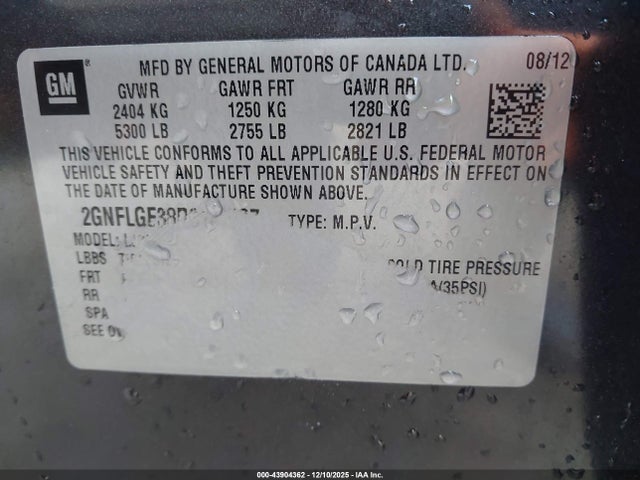 GM ®
MFD BY GENERAL MOTORS OF CANADA LTD. 08/12
GVWR GAWR FRT GAWR RR
2404 KG 1250 KG 1280 KG
5300 LB 2755 LB 2821 LB
THIS VEHICLE CONFORMS TO ALL APPLICABLE U.S. FEDERAL MOTOR
VEHICLE SAFETY AND THEFT PREVENTION STANDARDS IN EFFECT ON
THE DATE OF MANUFACTURE SHOWN ABOVE.
TYPE: M.P.V.
MODEL:
LBBS TIRE PRESSURE
FRT (35PSI)
RR
SPA
SEE
000-43904362 - 12/10/2025 - IAAI Inc.